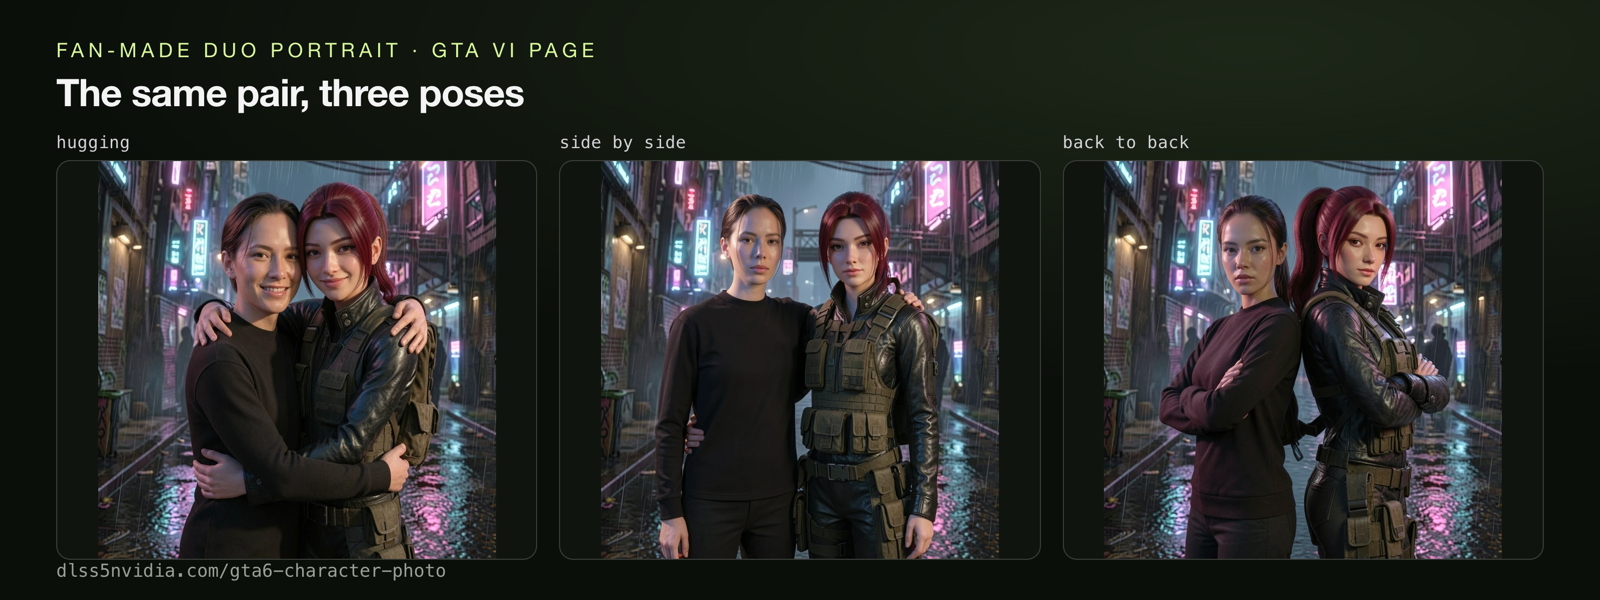 FAN-MADE DUO PORTRAIT · GTA VI PAGE
The same pair, three poses
hugging
side by side
back to back
dlss5nvidia.com/gta6-character-photo